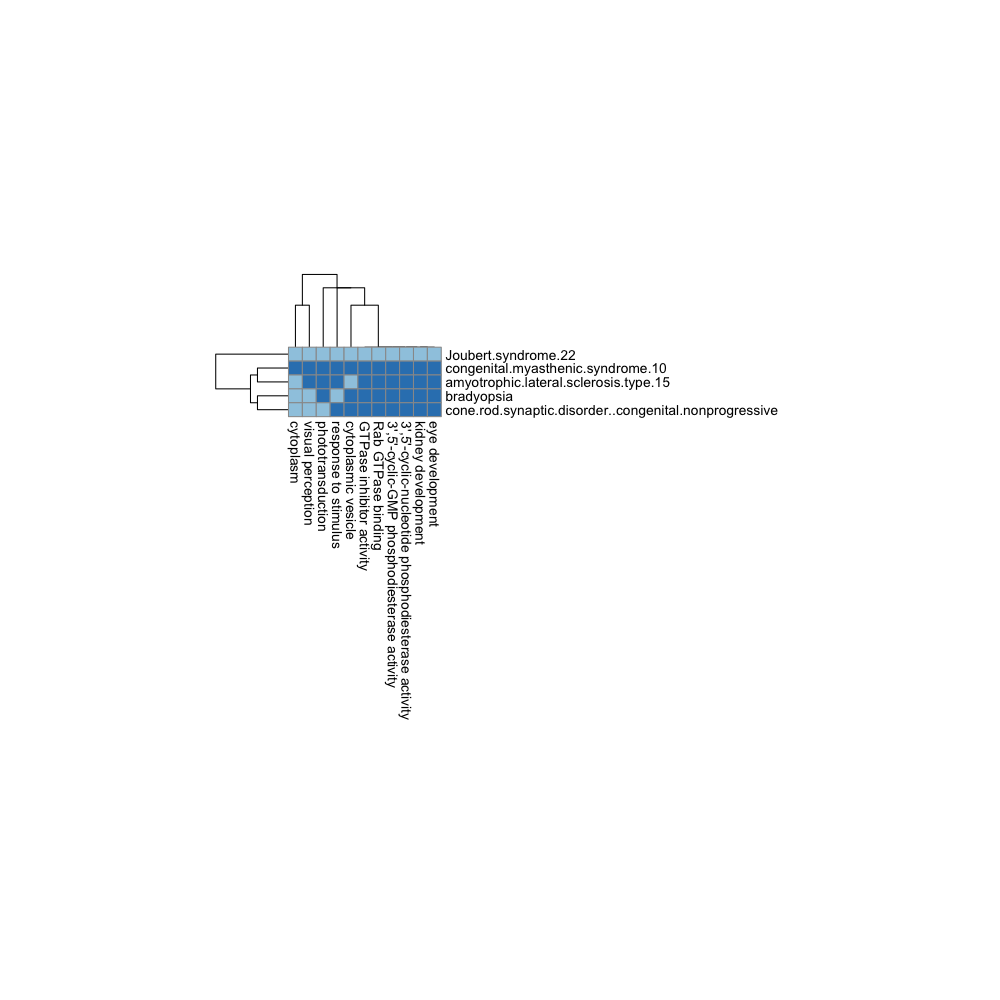 Joubert.syndrome.22
congenital.myasthenic.syndrome.10
amyotrophic.lateral.sclerosis.type.15
bradyopsia
cone.rod.synaptic.disorder..congenital.nonprogressive
cytoplasm
visual perception
phototransduction
response to stimulus
cytoplasmic vesicle
GTPase inhibitor activity
Rab GTPase binding
3',5'-cyclic-GMP phosphodiesterase activity
3',5'-cyclic-nucleotide phosphodiesterase activity
kidney development
eye development